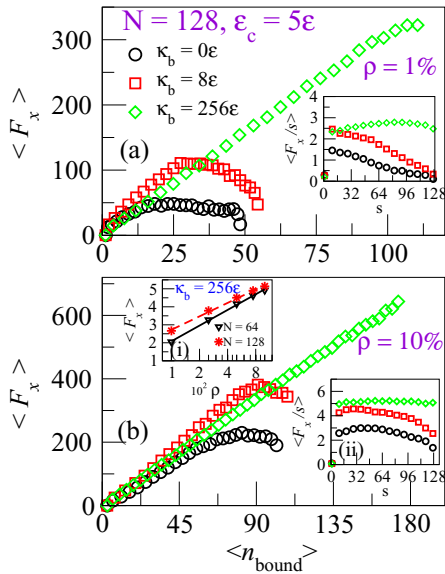 N = 128, ε_c = 5ε
κ_b = 0ε
κ_b = 8ε
κ_b = 256ε
ρ = 1%
(a)
< F_x >
300
200
100
0
0 25 50 75 100
<F_x/s>
4
3
2
1
0
0 32 64 96 128
s
κ_b = 256ε
< F_x >
5
4
3
2
1
N = 64
N = 128
(i)
1 2 4 6 8
10^2 ρ
ρ = 10%
(b)
< F_x >
600
400
200
0
0 45 90 135 180
<n_bound>
<F_x/s>
6
4
2
0
(ii)
0 32 64 96 128
s